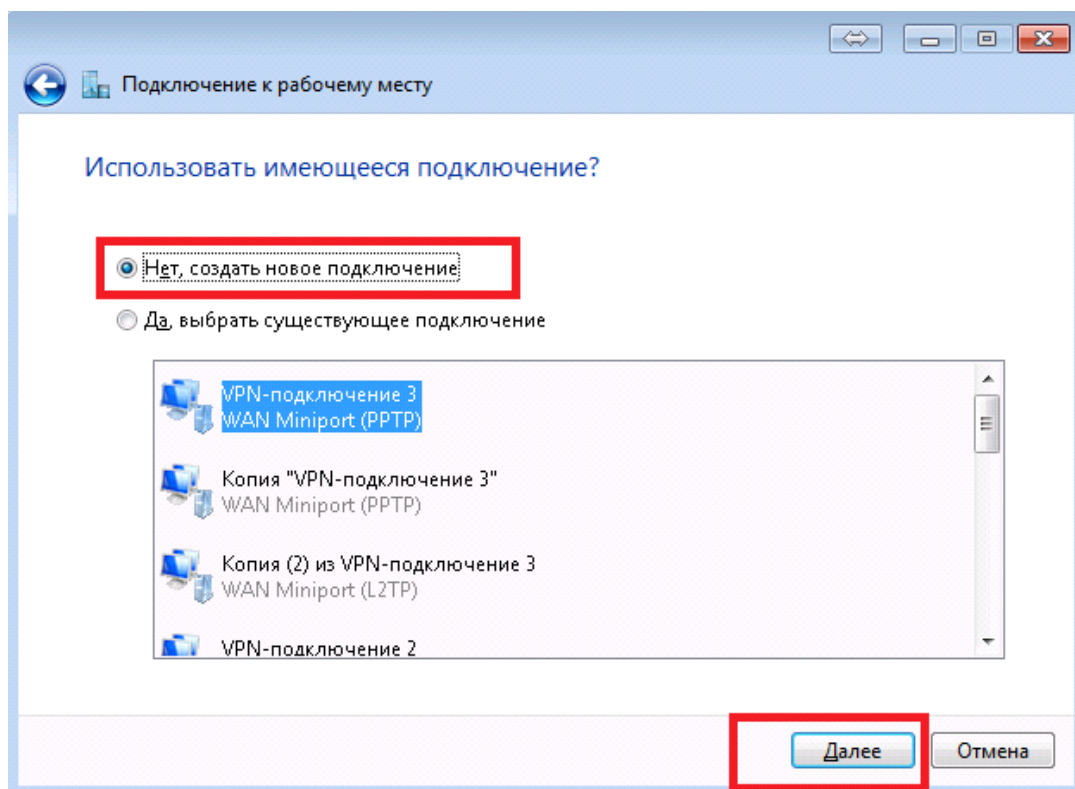 Подключение к рабочему месту
Использовать имеющееся подключение?
Нет, создать новое подключение
Да, выбрать существующее подключение
VPN-подключение 3
WAN Miniport (PPTP)
Копия "VPN-подключение 3"
WAN Miniport (PPTP)
Копия (2) из VPN-подключение 3
WAN Miniport (L2TP)
VPN-подключение 2
Далее
Отмена